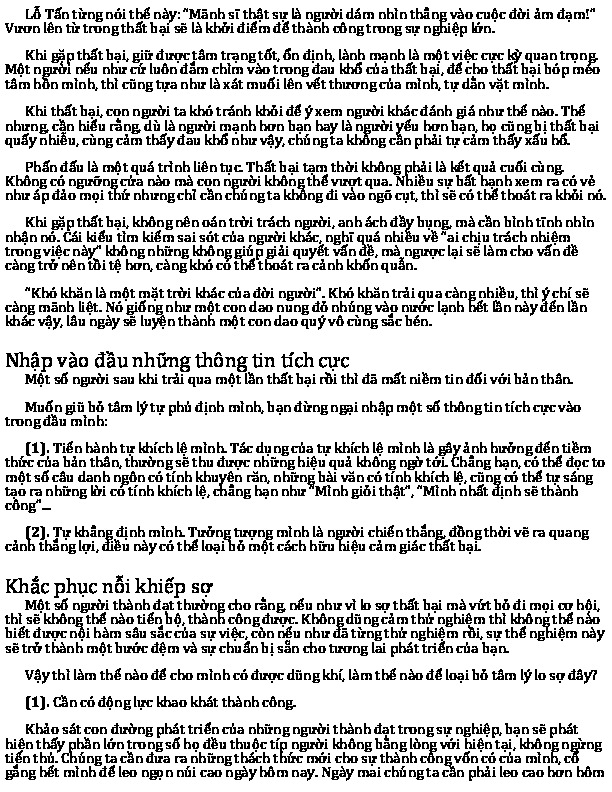 Lỗ Tấn từng nói thế này: “Mãnh sĩ thật sự là người dám nhìn thẳng vào cuộc đời ảm đạm!”
Vươn lên từ trong thất bại sẽ là khởi điểm để thành công trong sự nghiệp lớn.
Khi gặp thất bại, giữ được tâm trạng tốt, ổn định, lành mạnh là một việc cực kỳ quan trọng.
Một người nếu như cứ luôn đắm chìm vào trong đau khổ của thất bại, để cho thất bại bóp méo
tâm hồn mình, thì cũng tựa như là xát muối lên vết thương của mình, tự dằn vặt mình.
Khi thất bại, con người ta khó tránh khỏi để ý xem người khác đánh giá như thế nào. Thế
nhưng, cần hiểu rằng, dù là người mạnh hơn bạn hay là người yếu hơn bạn, họ cũng bị thất bại
quấy nhiễu, cùng cảm thấy đau khổ như vậy, chúng ta không cần phải tự cảm thấy xấu hổ.
Phấn đấu là một quá trình liên tục. Thất bại tạm thời không phải là kết quả cuối cùng.
Không có ngưỡng cửa nào mà con người không thể vượt qua. Nhiều sự bất hạnh xem ra có vẻ
như áp đảo mọi thứ nhưng chỉ cần chúng ta không đi vào ngõ cụt, thì sẽ có thể thoát ra khỏi nó.
Khi gặp thất bại, không nên oán trời trách người, anh ách đầy bụng, mà cần bình tĩnh nhìn
nhận nó. Cái kiểu tìm kiếm sai sót của người khác, nghĩ quá nhiều về “ai chịu trách nhiệm
trong việc này” không những không giúp giải quyết vấn đề, mà ngược lại sẽ làm cho vấn đề
càng trở nên tồi tệ hơn, càng khó có thể thoát ra cảnh khốn quẫn.
“Khó khăn là một mặt trời khác của đời người”. Khó khăn trải qua càng nhiều, thì ý chí sẽ
càng mãnh liệt. Nó giống như một con dao nung đỏ nhúng vào nước lạnh hết lần này đến lần
khác vậy, lâu ngày sẽ luyện thành một con dao quý vô cùng sắc bén.
Nhập vào đầu những thông tin tích cực
Một số người sau khi trải qua một lần thất bại rồi thì đã mất niềm tin đối với bản thân.
Muốn giũ bỏ tâm lý tự phủ định mình, bạn đừng ngại nhập một số thông tin tích cực vào
trong đầu mình:
(1). Tiến hành tự khích lệ mình. Tác dụng của tự khích lệ mình là gây ảnh hưởng đến tiềm
thức của bản thân, thường sẽ thu được những hiệu quả không ngờ tới. Chẳng hạn, có thể đọc to
một số câu danh ngôn có tính khuyên răn, những bài văn có tính khích lệ, cũng có thể tự sáng
tạo ra những lời có tính khích lệ, chẳng hạn như “Mình giỏi thật”, “Mình nhất định sẽ thành
công”...
(2). Tự khẳng định mình. Tưởng tượng mình là người chiến thắng, đồng thời vẽ ra quang
cảnh thắng lợi, điều này có thể loại bỏ một cách hữu hiệu cảm giác thất bại.
Khắc phục nỗi khiếp sợ
Một số người thành đạt thường cho rằng, nếu như vì lo sợ thất bại mà vứt bỏ đi mọi cơ hội,
thì sẽ không thể nào tiến bộ, thành công được. Không dũng cảm thử nghiệm thì không thể nào
biết được nội hàm sâu sắc của sự việc, còn nếu như đã từng thử nghiệm rồi, sự thể nghiệm này
sẽ trở thành một bước đệm và sự chuẩn bị sẵn cho tương lai phát triển của bạn.
Vậy thì làm thế nào để cho mình có được dũng khí, làm thế nào để loại bỏ tâm lý lo sợ đây?
(1). Cần có động lực khao khát thành công.
Khảo sát con đường phát triển của những người thành đạt trong sự nghiệp, bạn sẽ phát
hiện thấy phần lớn trong số họ đều thuộc típ người không bằng lòng với hiện tại, không ngừng
tiến thủ. Chúng ta cần đưa ra những thách thức mới cho sự thành công vốn có của mình, cố
gắng hết mình để leo ngọn núi cao ngày hôm nay. Ngày mai chúng ta cần phải leo cao hơn hôm